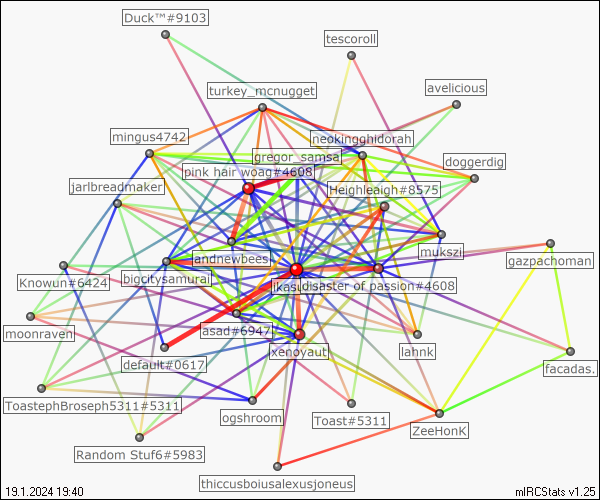 Duck™#9103
tescoroll
turkey_mcnugget
avelicious
mingus4742
neokingghidorah
gregor_samsa
doggerdig
pink hair woag#4608
jarlbreadmaker
Heighleigh#8575
andnewbees
mukszi
gazpachoman
Knowun#6424
bigcitysamurai
disaster of passion#4608
moonraven
asad#6947
xenoyaut
lahnk
default#0617
facadas.
ToastephBroseph5311#5311
ogshroom
Toast#5311
ZeeHonK
Random Stuf6#5983
thiccusboiusalexusjoneus
19.1.2024 19:40
mIRCStats v1.25